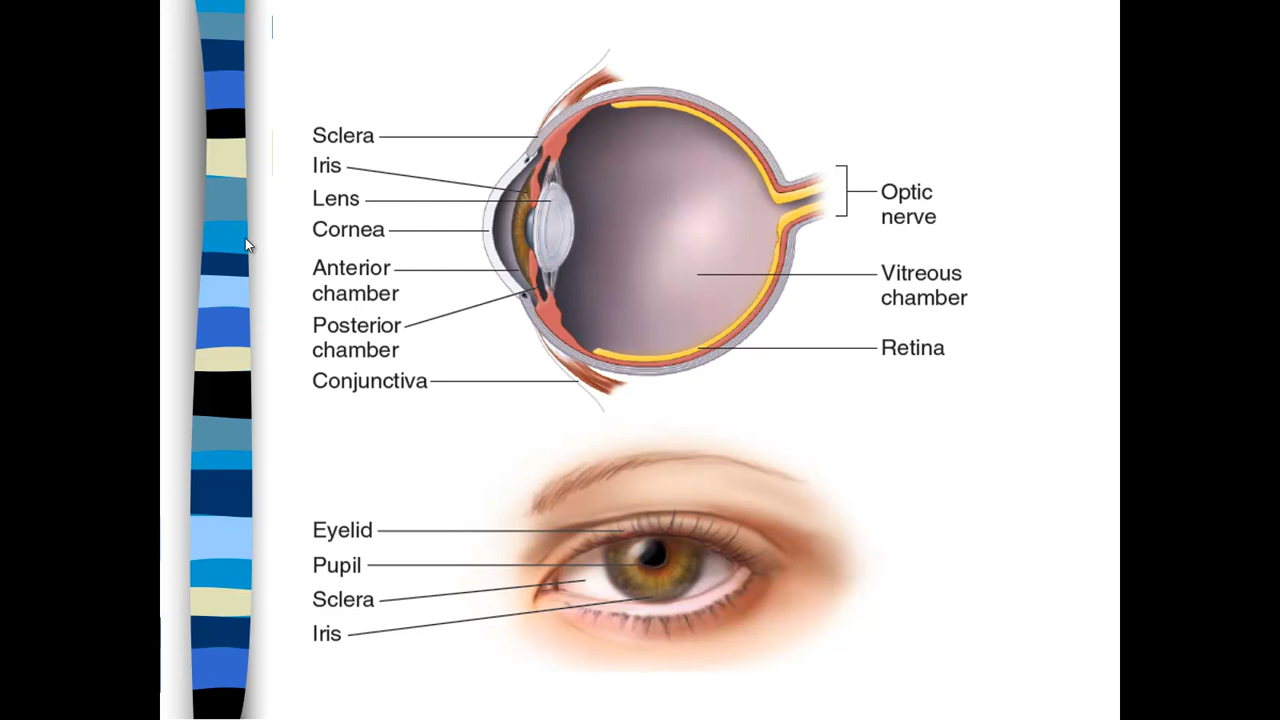 Sclera
Iris
Lens
Cornea
Anterior
chamber
Posterior
chamber
Conjunctiva
Optic
nerve
Vitreous
chamber
Retina
Eyelid
Pupil
Sclera
Iris